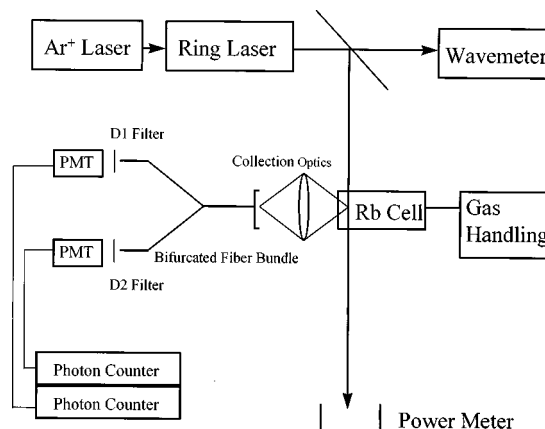 Ar⁺ Laser
Ring Laser
Wavemeter
D1 Filter
PMT
Collection Optics
Rb Cell
Gas
Handling
PMT
Bifurcated Fiber Bundle
D2 Filter
Photon Counter
Photon Counter
Power Meter